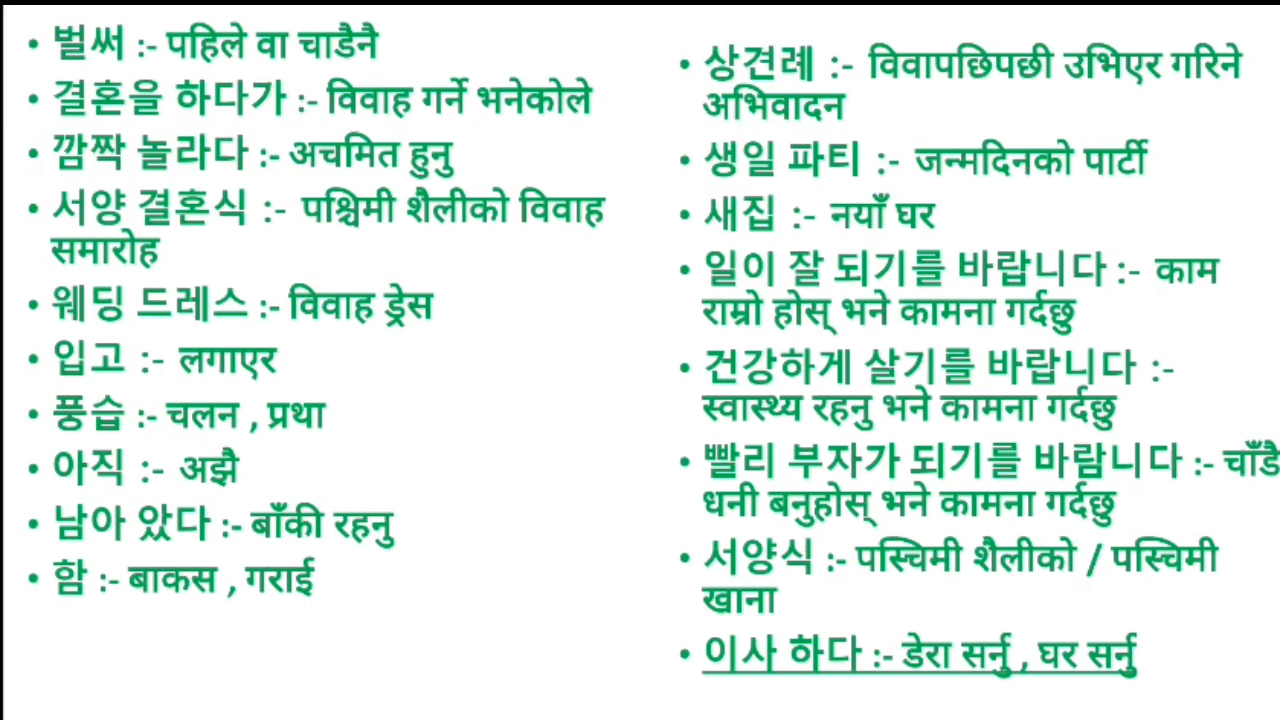 • 벌써 :- पहिले वा चाडैनै
• 결혼을 하다가 :- विवाह गर्ने भनेकोले
• 깜짝 놀라다 :- अचमित हुनु
• 서양 결혼식 :- पश्चिमी शैलीको विवाह
समारोह
• 웨딩 드레스 :- विवाह ड्रेस
• 입고 :- लगाएर
• 풍습 :- चलन , प्रथा
• 아직 :- अझै
• 남아 았다 :- बाँकी रहनु
• 함 :- बाकस , गराई
• 상견례 :- विवापछिपछी उभिएर गरिने
अभिवादन
• 생일 파티 :- जन्मदिनको पार्टी
• 새집 :- नयाँ घर
• 일이 잘 되기를 바랍니다 :- काम
राम्रो होस् भने कामना गर्दछु
• 건강하게 살기를 바랍니다 :-
स्वास्थ्य रहनु भने कामना गर्दछु
• 빨리 부자가 되기를 바람니다 :- चाँडै
धनी बनुहोस् भने कामना गर्दछु
• 서양식 :- पस्चिमी शैलीको / पस्चिमी
खाना
• 이사 하다 :- डेरा सर्नु , घर सर्नु